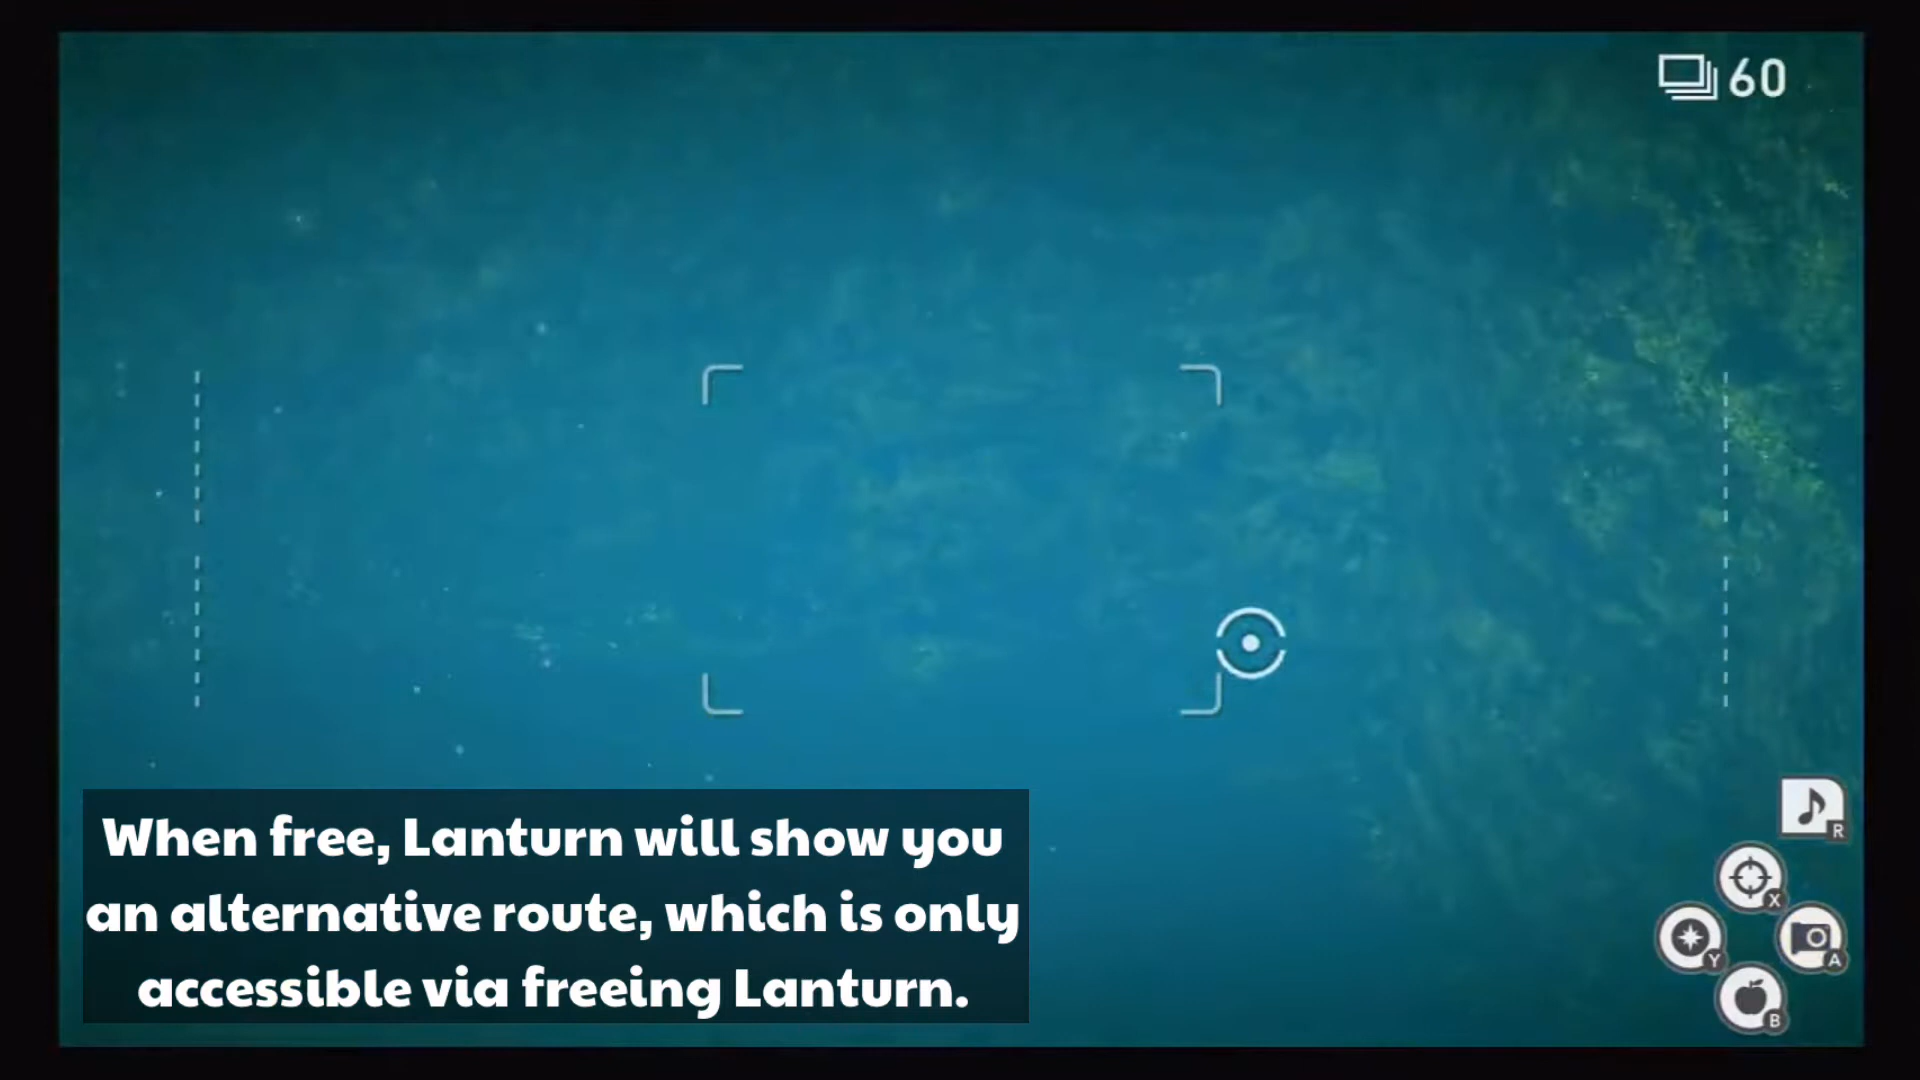 60
When free, Lanturn will show you
an alternative route, which is only
accessible via freeing Lanturn.
R
X
Y
A
B